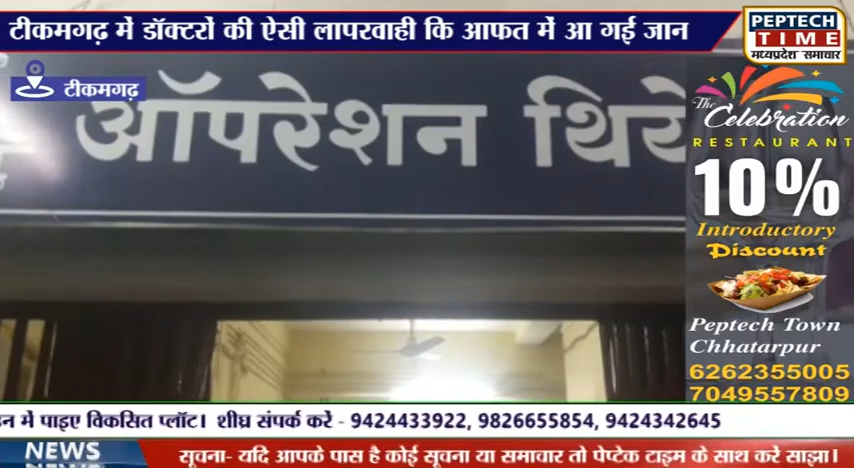 टीकमगढ़ में डॉक्टरों की ऐसी लापरवाही कि आफत में आ गई जान
PEPTECH
TIME
मध्यप्रदेश समाचार
टीकमगढ़
ऑपरेशन थिये
The Celebration
RESTAURANT
10%
Introductory
Discount
Peptech Town
Chhatarpur
6262355005
7049557809
में पाइए विकसित प्लॉट। शीघ्र संपर्क करें - 9424433922, 9826655854, 9424342645
NEWS
सूचना- यदि आपके पास है कोई सूचना या समाचार तो पेप्टेक टाइम के साथ करें साझा।